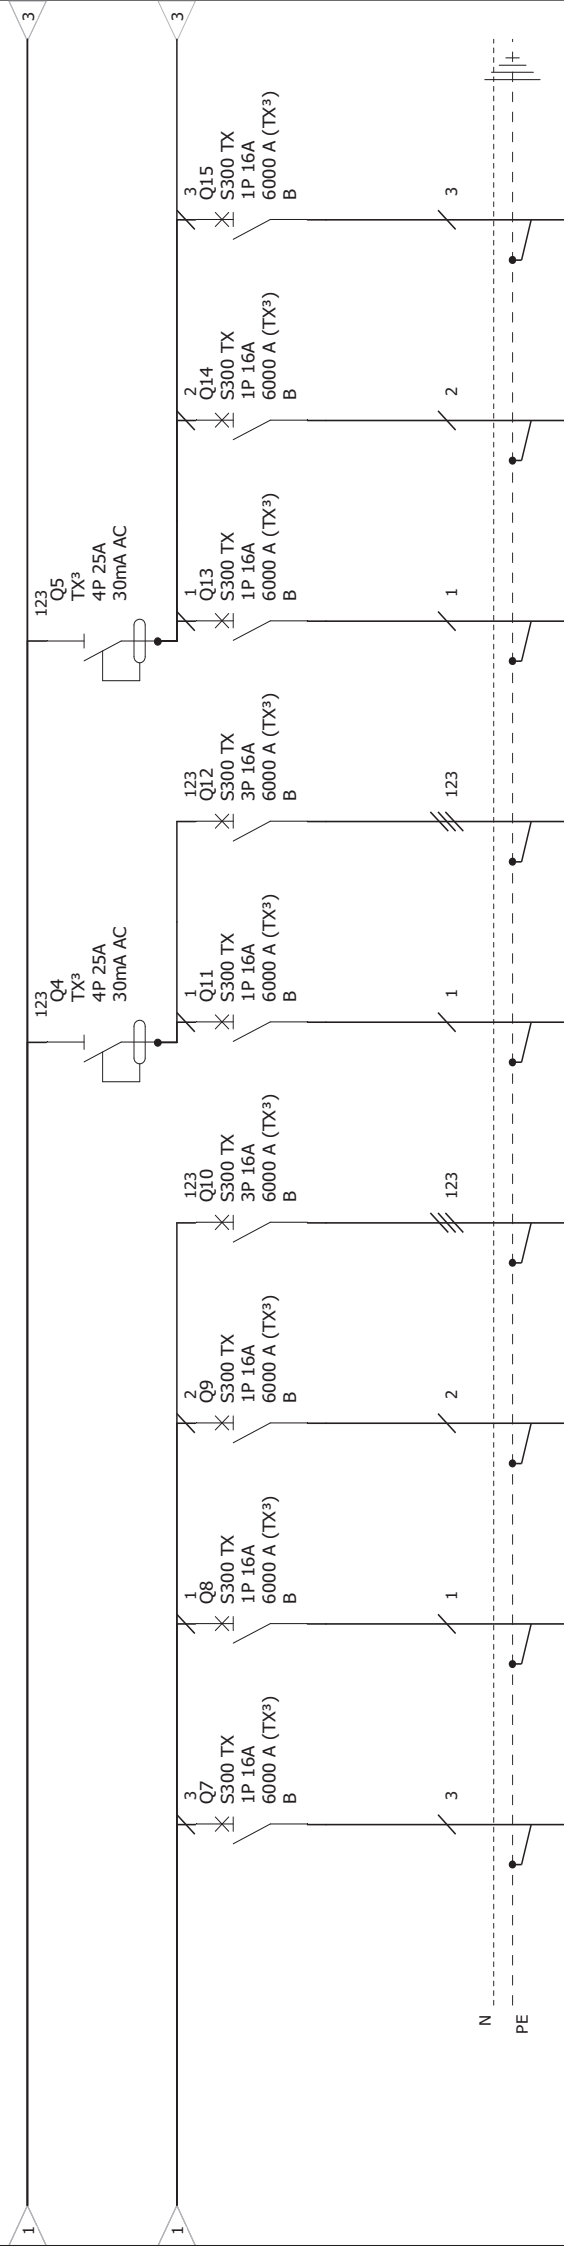 1
123
Q4
TX³
4P 25A
30mA AC
123
Q5
TX³
4P 25A
30mA AC
3
1
3
Q7
S300 TX
1P 16A
6000 A (TX³)
B
1
Q8
S300 TX
1P 16A
6000 A (TX³)
B
2
Q9
S300 TX
1P 16A
6000 A (TX³)
B
123
Q10
S300 TX
3P 16A
6000 A (TX³)
B
1
Q11
S300 TX
1P 16A
6000 A (TX³)
B
123
Q12
S300 TX
3P 16A
6000 A (TX³)
B
1
Q13
S300 TX
1P 16A
6000 A (TX³)
B
2
Q14
S300 TX
1P 16A
6000 A (TX³)
B
3
Q15
S300 TX
1P 16A
6000 A (TX³)
B
3
3
1
2
123
1
123
1
2
3
N
PE